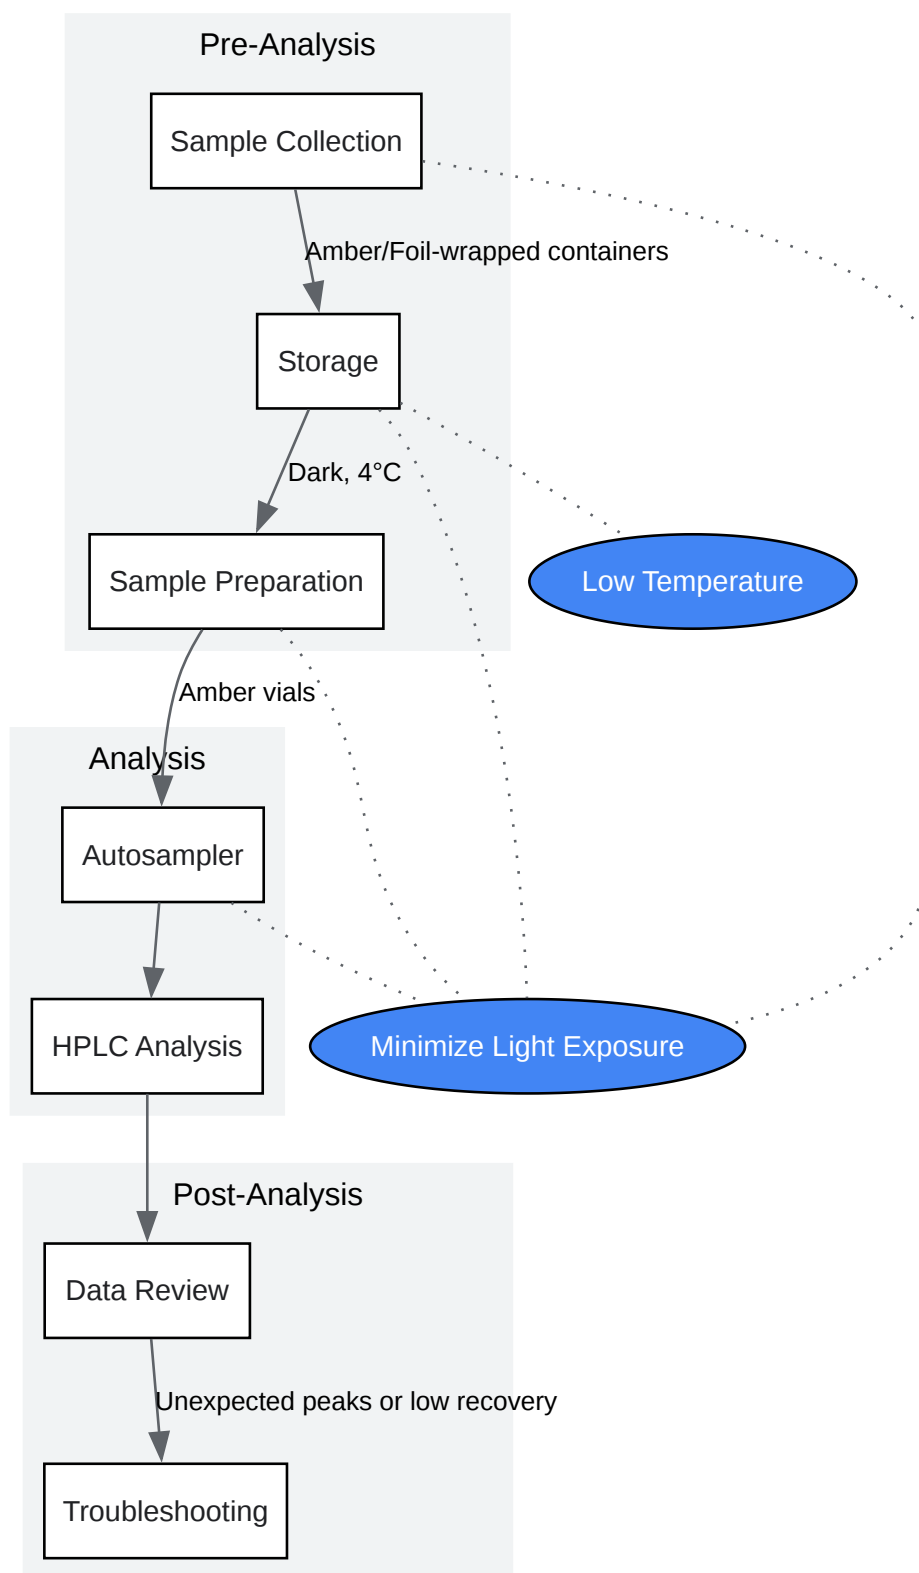 Pre-Analysis
Sample Collection
Amber/Foil-wrapped containers
Storage
Dark, 4°C
Sample Preparation
Low Temperature
Amber vials
Analysis
Autosampler
HPLC Analysis
Minimize Light Exposure
Post-Analysis
Data Review
Unexpected peaks or low recovery
Troubleshooting